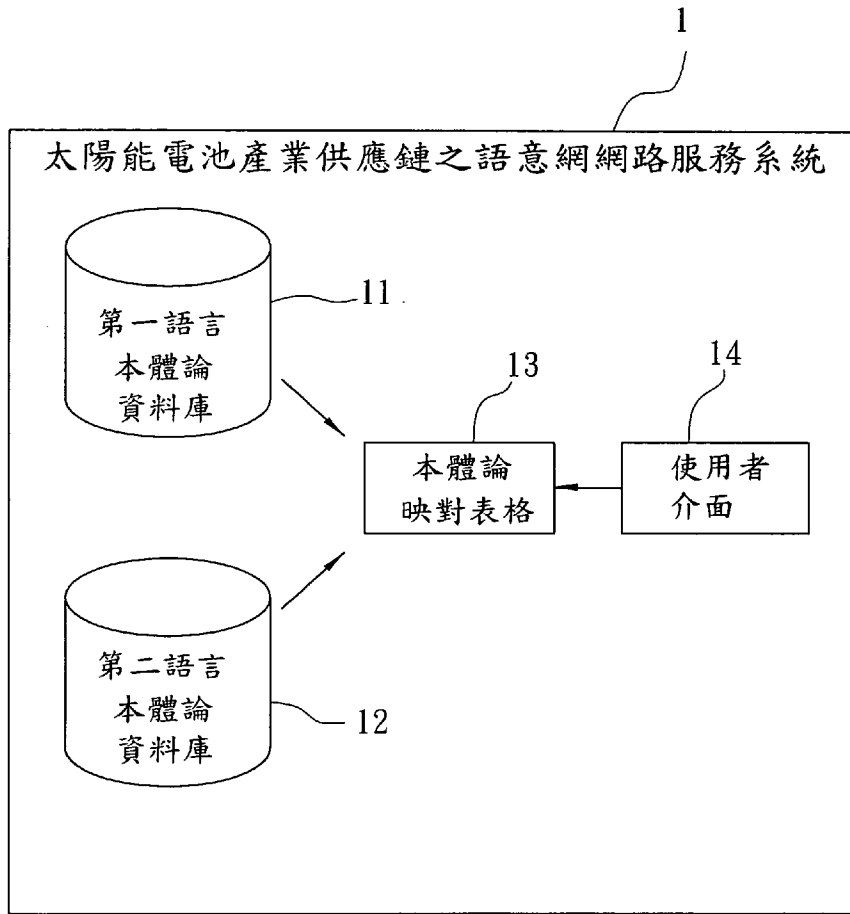 1
太陽能電池產業供應鏈之語意網網路服務系統
第一語言
本體論
資料庫
11
13
本體論
映對表格
14
使用者
介面
第二語言
本體論
資料庫
12